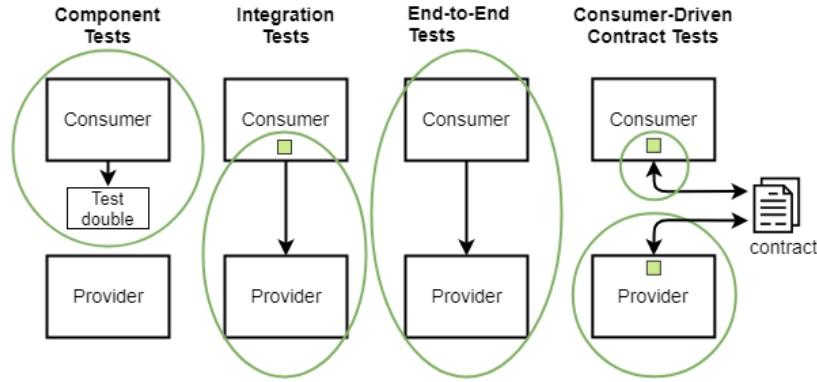 Component
Tests
Integration
Tests
End-to-End
Tests
Consumer-Driven
Contract Tests
Consumer
Consumer
Consumer
Consumer
Test
double
contract
Provider
Provider
Provider
Provider